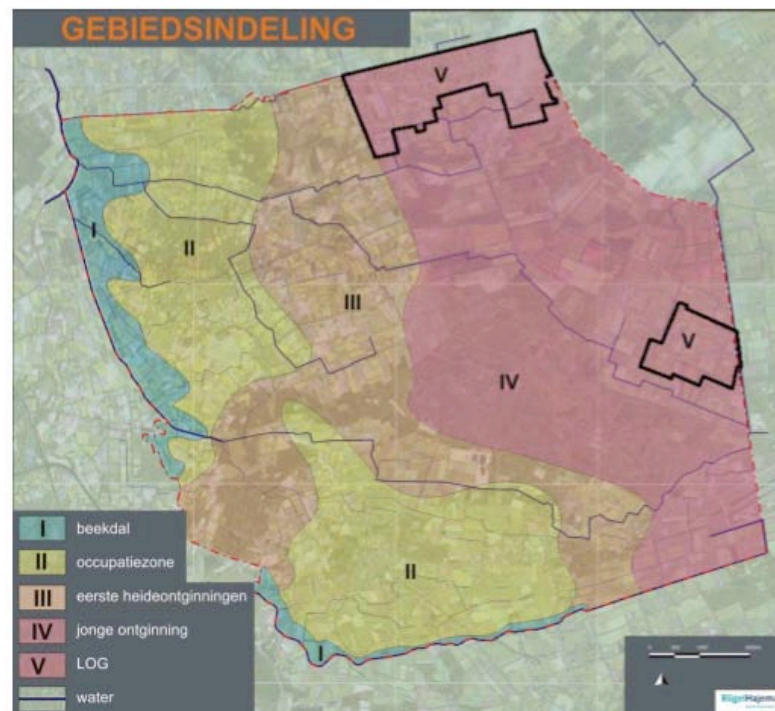 GEBIEDSINDELING
V
I
II
III
V
IV
II
I
I beekdal
II occupatiezone
III eerste heideontginningen
IV jonge ontginning
V LOG
water